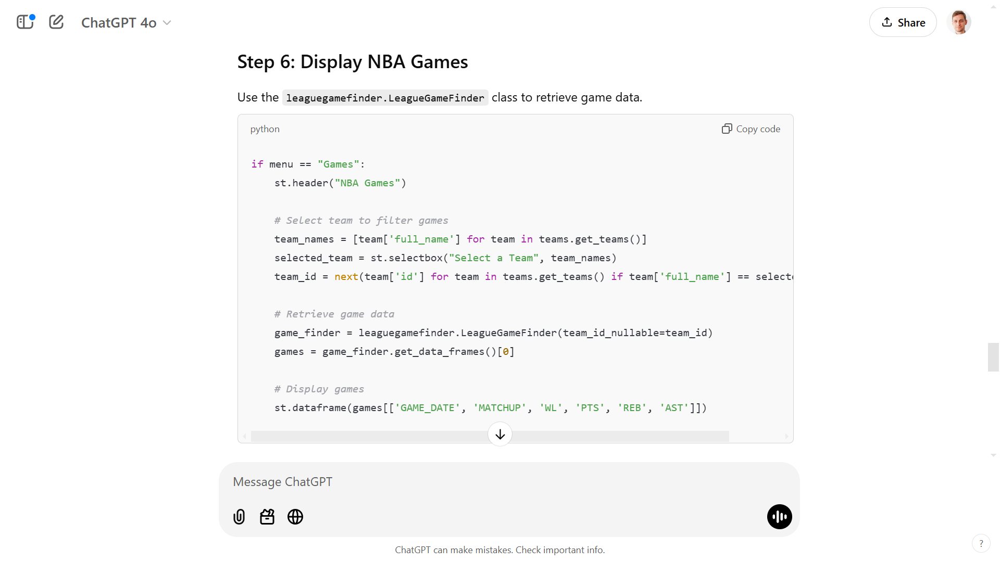 ChatGPT 4o
Share
Step 6: Display NBA Games
Use the leaguegamefinder.LeagueGameFinder class to retrieve game data.
python
Copy code
if menu == "Games":
    st.header("NBA Games")
    # Select team to filter games
    team_names = [team['full_name'] for team in teams.get_teams()]
    selected_team = st.selectbox("Select a Team", team_names)
    team_id = next(team['id'] for team in teams.get_teams() if team['full_name'] == select
    # Retrieve game data
    game_finder = leaguegamefinder.LeagueGameFinder(team_id_nullable=team_id)
    games = game_finder.get_data_frames()[0]
    # Display games
    st.dataframe(games[['GAME_DATE', 'MATCHUP', 'WL', 'PTS', 'REB', 'AST']])
Message ChatGPT
ChatGPT can make mistakes. Check important info.
?